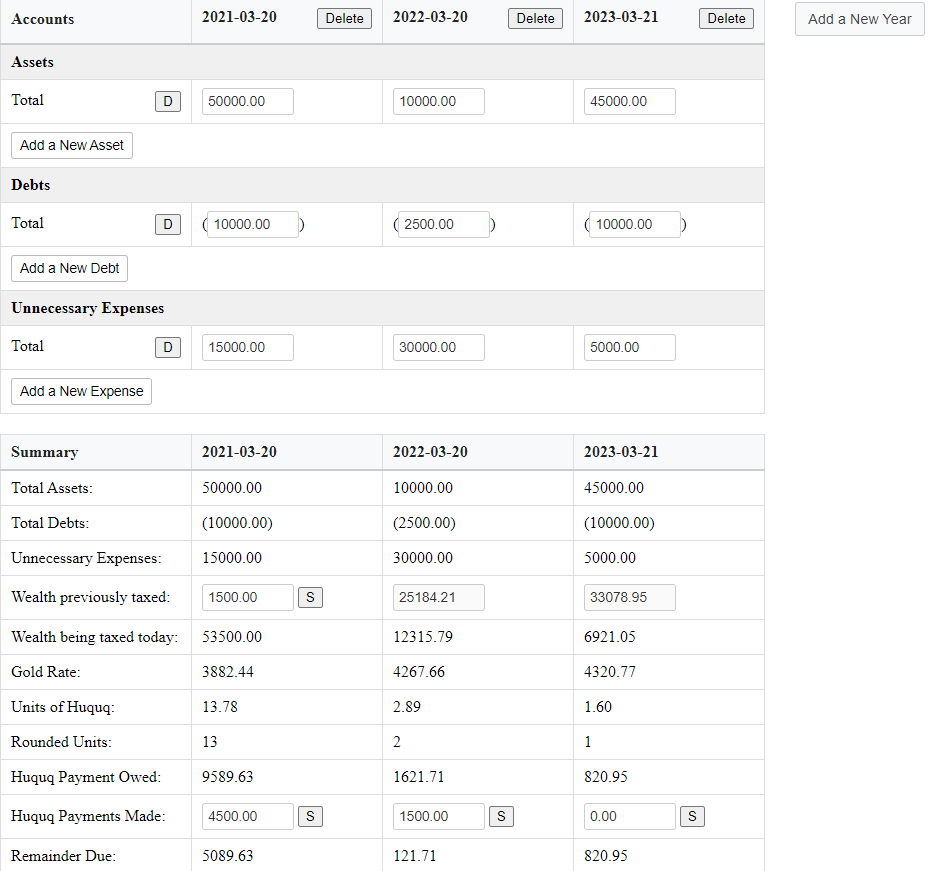 Accounts 2021-03-20 Delete 2022-03-20 Delete 2023-03-21 Delete Add a New Year
Assets
Total D 50000.00 10000.00 45000.00
Add a New Asset
Debts
Total D (10000.00) (2500.00) (10000.00)
Add a New Debt
Unnecessary Expenses
Total D 15000.00 30000.00 5000.00
Add a New Expense
Summary 2021-03-20 2022-03-20 2023-03-21
Total Assets: 50000.00 10000.00 45000.00
Total Debts: (10000.00) (2500.00) (10000.00)
Unnecessary Expenses: 15000.00 30000.00 5000.00
Wealth previously taxed: 1500.00 S 25184.21 33078.95
Wealth being taxed today: 53500.00 12315.79 6921.05
Gold Rate: 3882.44 4267.66 4320.77
Units of Huquq: 13.78 2.89 1.60
Rounded Units: 13 2 1
Huquq Payment Owed: 9589.63 1621.71 820.95
Huquq Payments Made: 4500.00 S 1500.00 S 0.00 S
Remainder Due: 5089.63 121.71 820.95